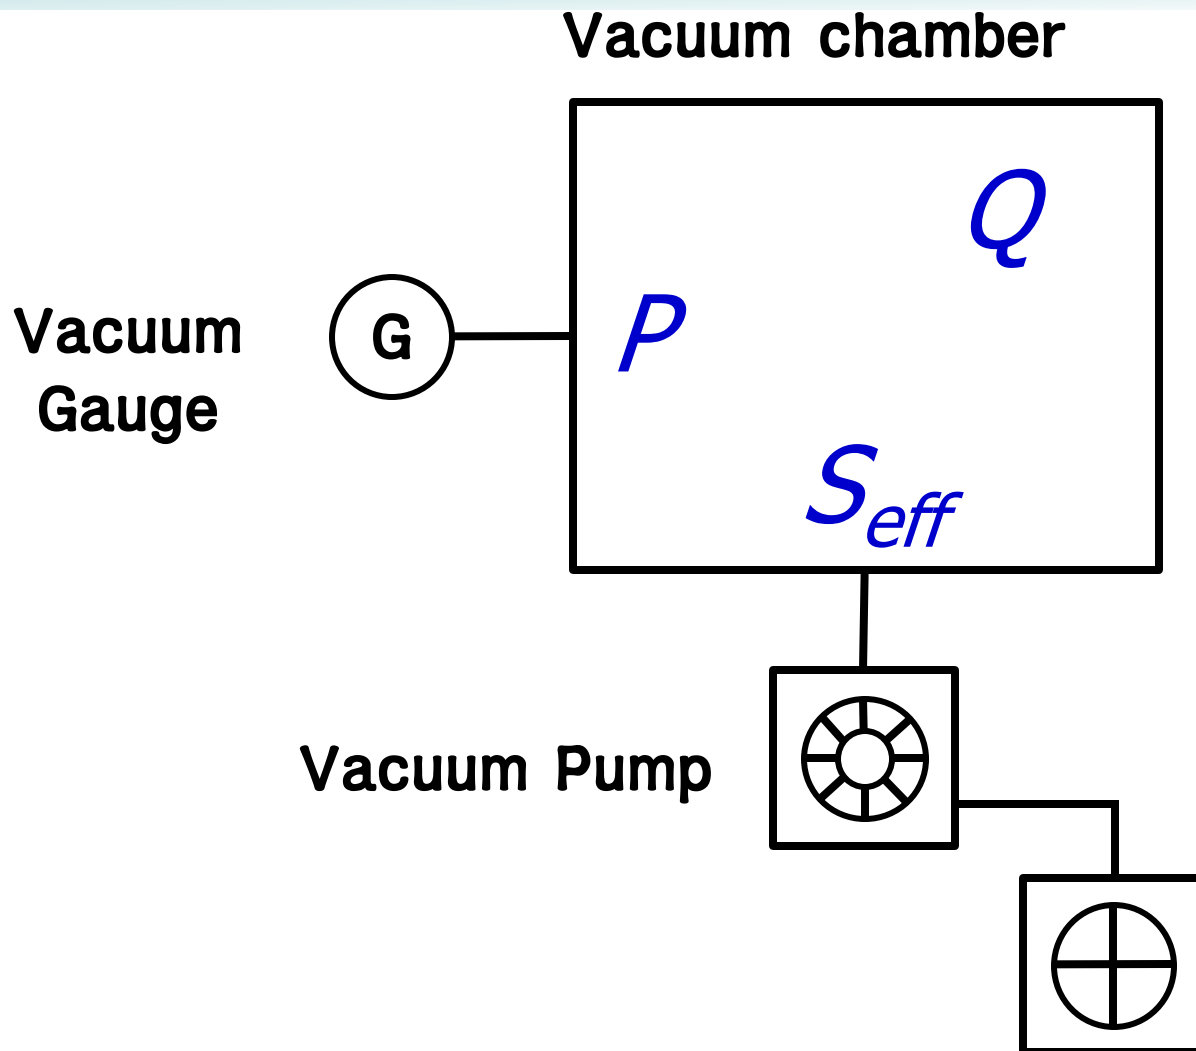 Vacuum chamber
Q
Vacuum
Gauge
G
P
Seff
Vacuum Pump